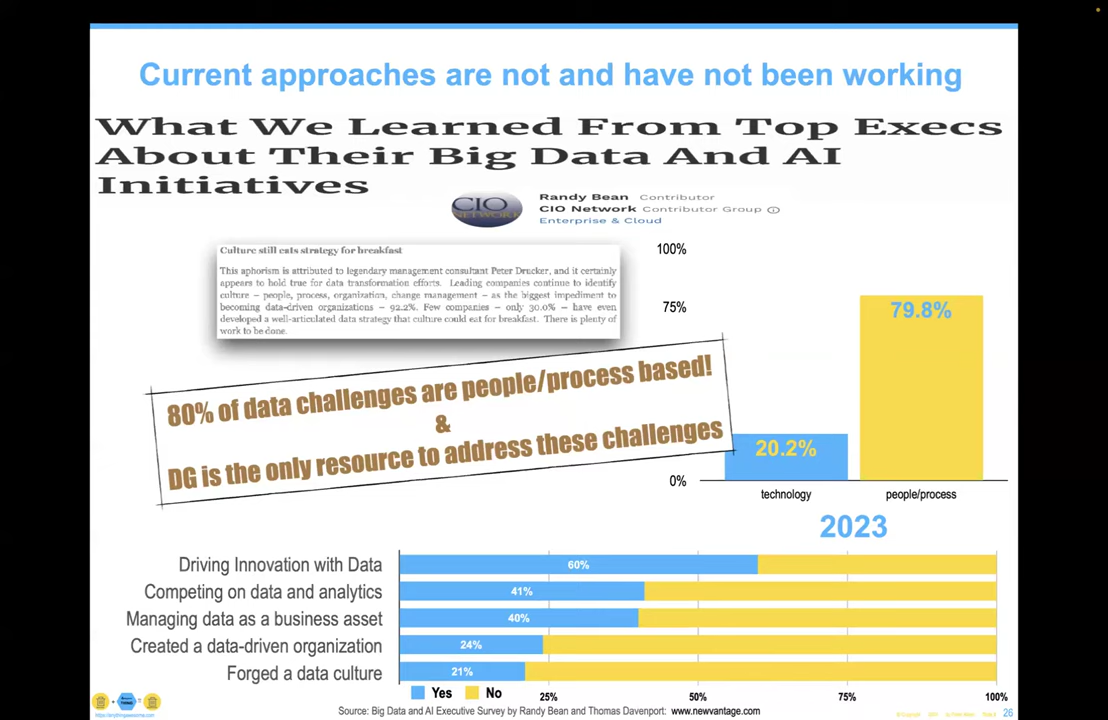 Current approaches are not and have not been working
What We Learned From Top Execs
About Their Big Data And AI
Initiatives
CIO
NETWORK
Randy Bean Contributor
CIO Network Contributor Group
Enterprise & Cloud
Culture still eats strategy for breakfast
This aphorism is attributed to legendary management consultant Peter Drucker, and it certainly
appears to hold true for data transformation efforts. Leading companies continue to identify
culture – people, process, organization, change management – as the biggest impediment to
becoming data-driven organizations – 92.2%. Few companies – only 30.0% – have even
developed a well-articulated data strategy that culture could eat for breakfast. There is plenty of
work to be done.
100%
75%
79.8%
80% of data challenges are people/process based!
&
DG is the only resource to address these challenges
20.2%
0%
technology people/process
2023
Driving Innovation with Data 60%
Competing on data and analytics 41%
Managing data as a business asset 40%
Created a data-driven organization 24%
Forged a data culture 21%
Yes No 25% 50% 75% 100%
Source: Big Data and AI Executive Survey by Randy Bean and Thomas Davenport: www.newvantage.com
https://anythingawesome.com
26